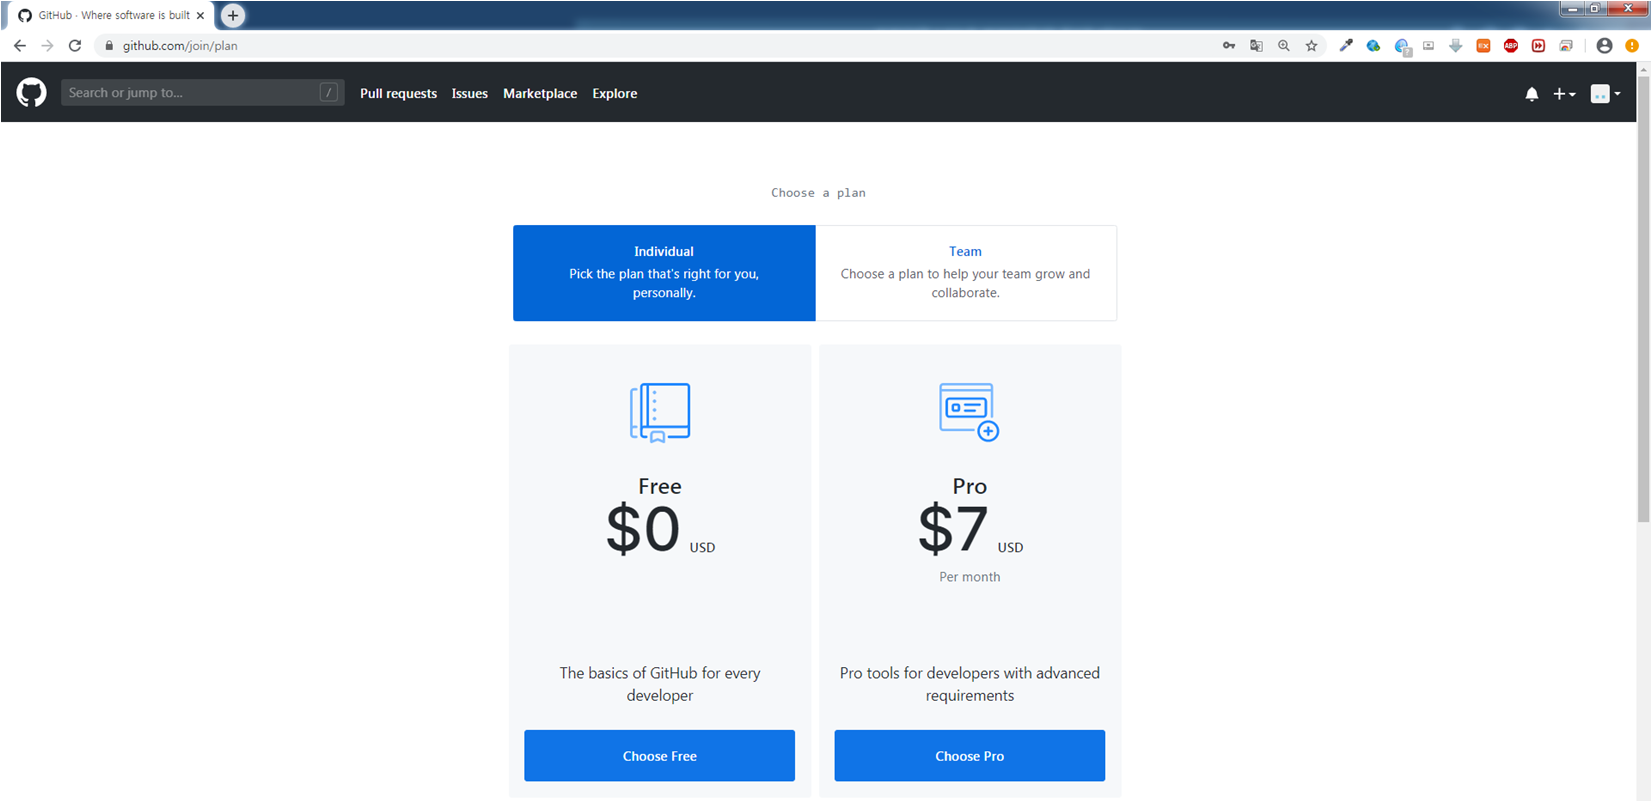 GitHub · Where software is built
github.com/join/plan
ABP
Search or jump to... /
Pull requests Issues Marketplace Explore
Choose a plan
Individual
Pick the plan that's right for you,
personally.
Team
Choose a plan to help your team grow and
collaborate.
Free
$0 USD
The basics of GitHub for every
developer
Choose Free
Pro
$7 USD
Per month
Pro tools for developers with advanced
requirements
Choose Pro